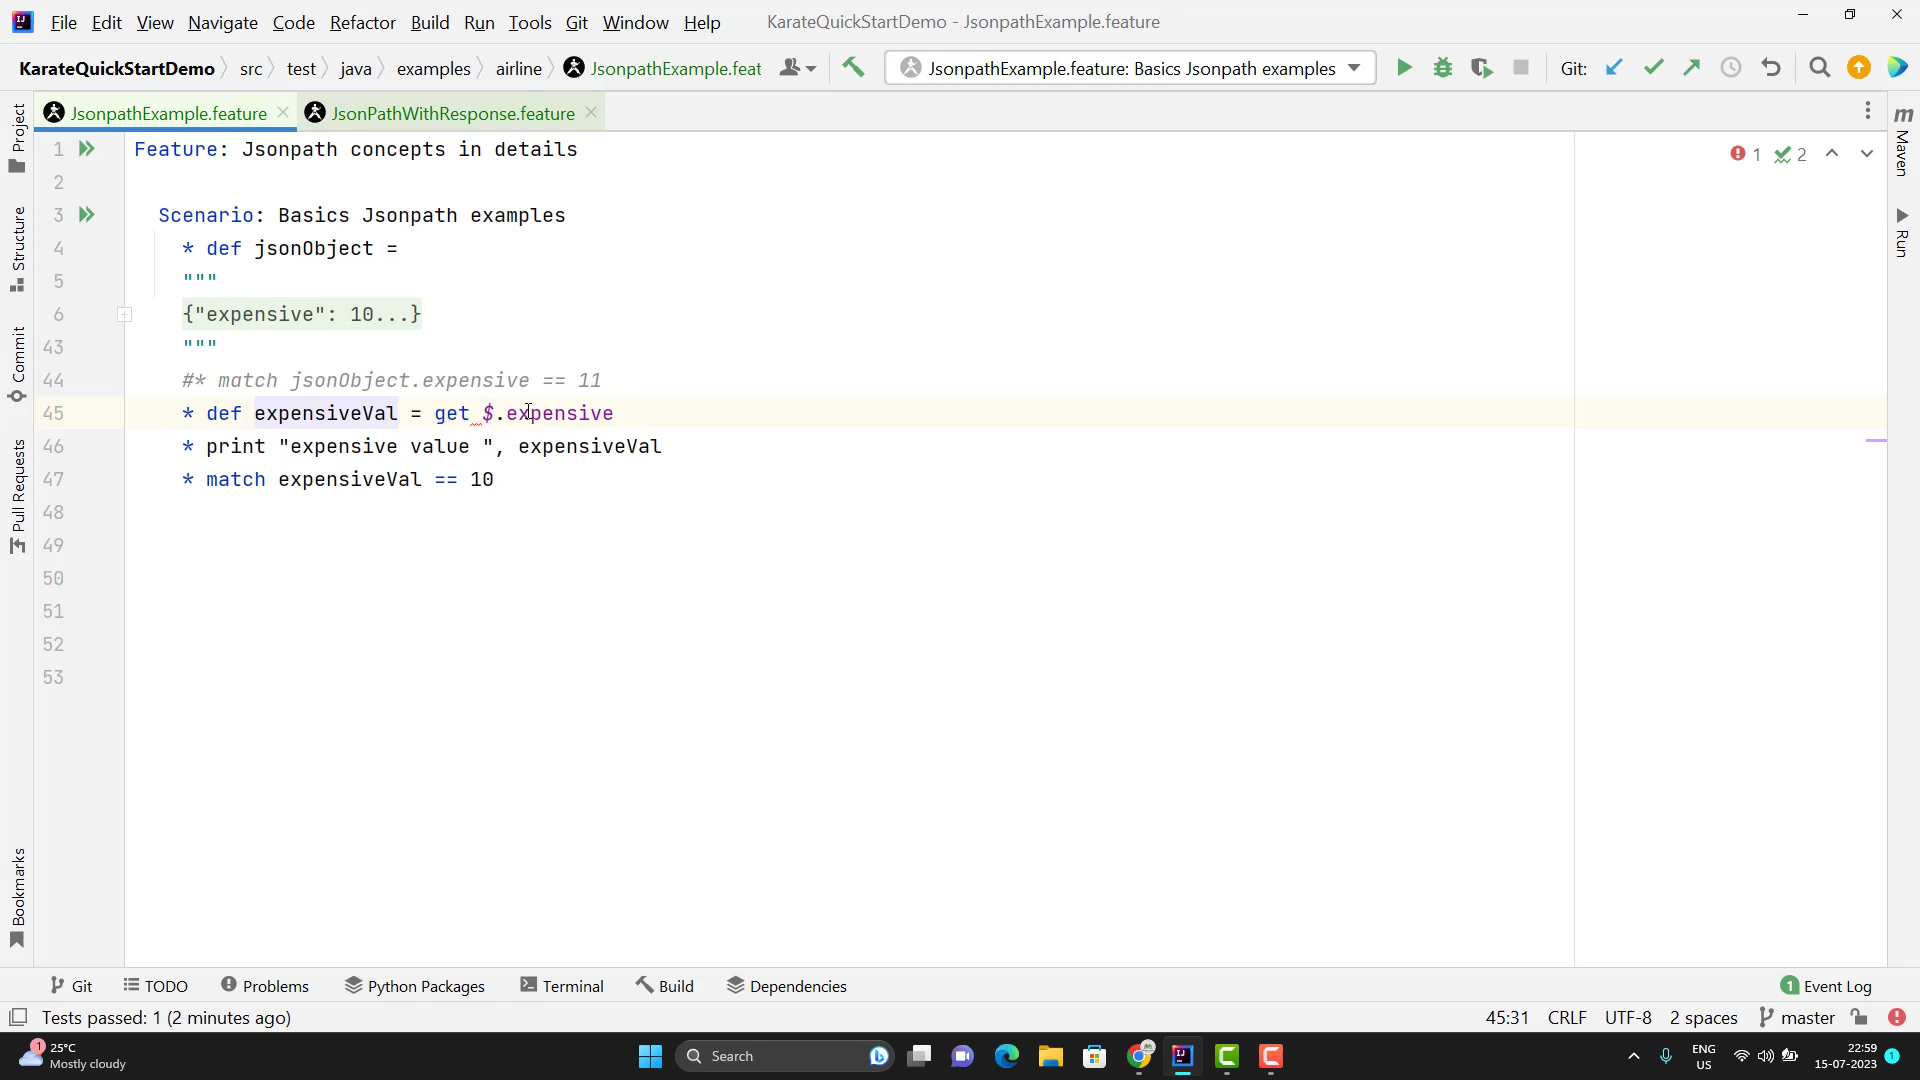 File Edit View Navigate Code Refactor Build Run Tools Git Window Help KarateQuickStartDemo - JsonpathExample.feature
KarateQuickStartDemo src test java examples airline JsonpathExample.feat JsonpathExample.feature: Basics Jsonpath examples Git:
JsonpathExample.feature JsonPathWithResponse.feature
1 Feature: Jsonpath concepts in details 1 2
2
3 Scenario: Basics Jsonpath examples
4 * def jsonObject =
5 """
6 {"expensive": 10...}
43 """
44 #* match jsonObject.expensive == 11
45 * def expensiveVal = get $.expensive
46 * print "expensive value ", expensiveVal
47 * match expensiveVal == 10
48
49
50
51
52
53
Project
Structure
Commit
Pull Requests
Bookmarks
m
Maven
Run
Git TODO Problems Python Packages Terminal Build Dependencies 1 Event Log
Tests passed: 1 (2 minutes ago) 45:31 CRLF UTF-8 2 spaces master
1 25°C
Mostly cloudy
Search
ENG
US
22:59
15-07-2023
1